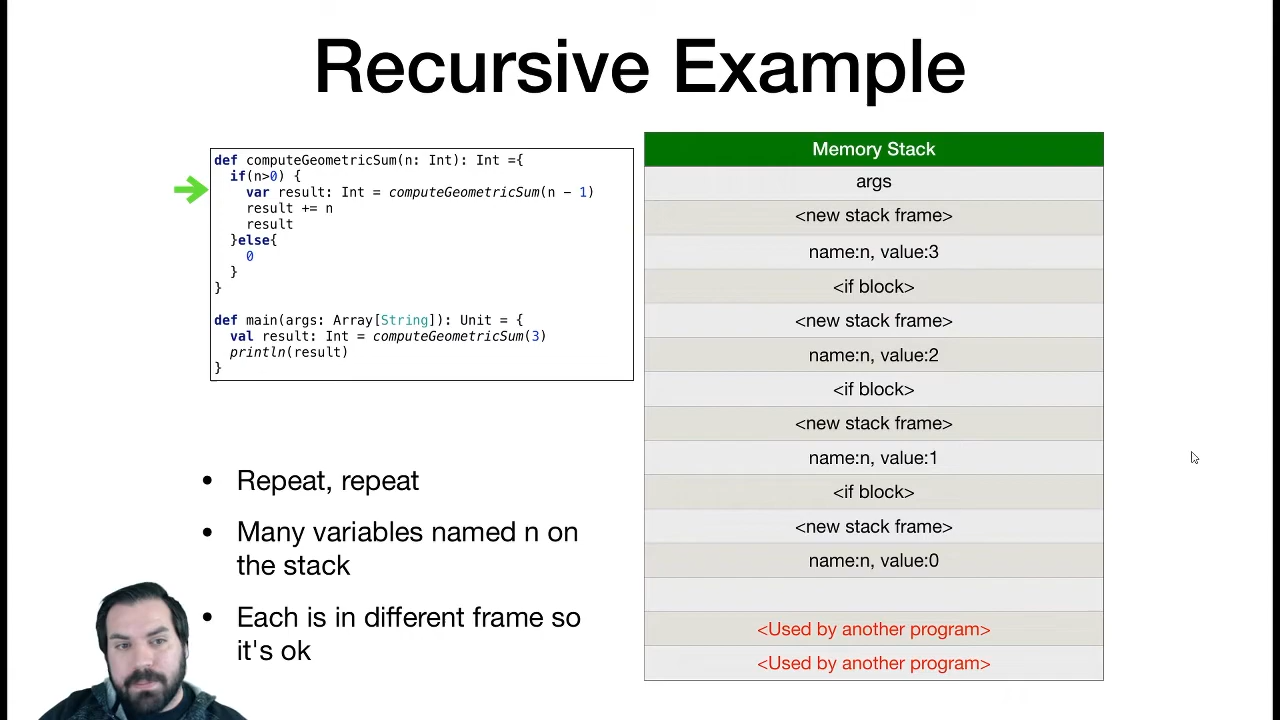 Recursive Example
def computeGeometricSum(n: Int): Int ={
if(n>0) {
var result: Int = computeGeometricSum(n - 1)
result += n
result
}else{
0
}
}
def main(args: Array[String]): Unit = {
val result: Int = computeGeometricSum(3)
println(result)
}
Repeat, repeat
Many variables named n on
the stack
Each is in different frame so
it's ok
Memory Stack
args
<new stack frame>
name:n, value:3
<if block>
<new stack frame>
name:n, value:2
<if block>
<new stack frame>
name:n, value:1
<if block>
<new stack frame>
name:n, value:0
<Used by another program>
<Used by another program>